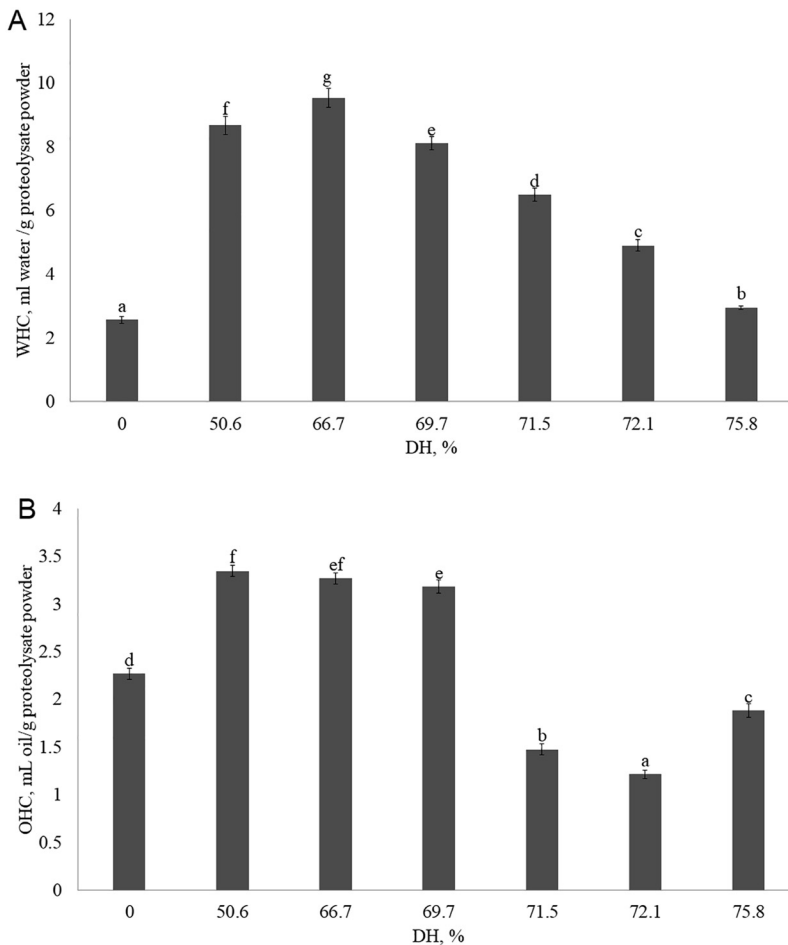 A
WHC, ml water /g proteolysate powder
12
10
8
6
4
2
0
a
f
g
e
d
c
b
0 50.6 66.7 69.7 71.5 72.1 75.8
DH, %
B
OHC, mL oil/g proteolysate powder
4
3.5
3
2.5
2
1.5
1
0.5
0
d
f
ef
e
b
a
c
0 50.6 66.7 69.7 71.5 72.1 75.8
DH, %